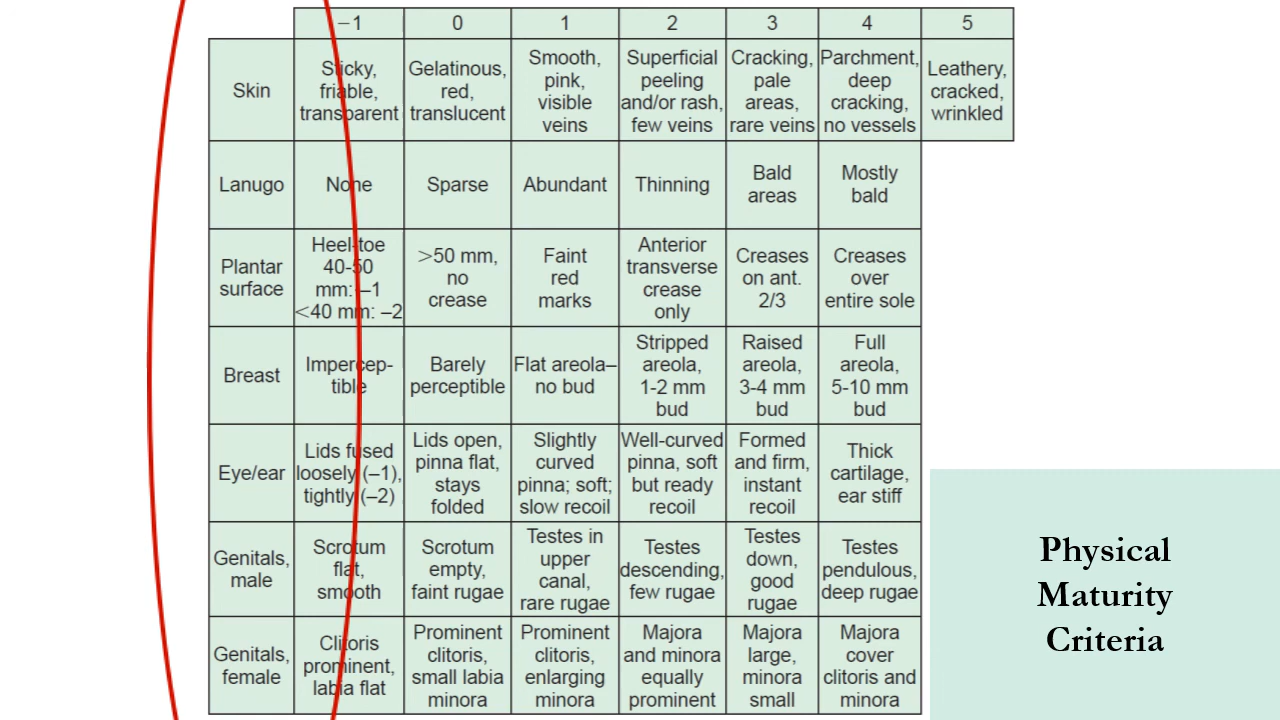 −1 0 1 2 3 4 5
Skin
Sticky,
friable,
transparent
Gelatinous,
red,
translucent
Smooth,
pink,
visible
veins
Superficial
peeling
and/or rash,
few veins
Cracking,
pale
areas,
rare veins
Parchment,
deep
cracking,
no vessels
Leathery,
cracked,
wrinkled
Lanugo
None
Sparse
Abundant
Thinning
Bald
areas
Mostly
bald
Plantar
surface
Heel-toe
40-50
mm: –1
<40 mm: –2
>50 mm,
no
crease
Faint
red
marks
Anterior
transverse
crease
only
Creases
on ant.
2/3
Creases
over
entire sole
Breast
Impercep-
tible
Barely
perceptible
Flat areola–
no bud
Stripped
areola,
1-2 mm
bud
Raised
areola,
3-4 mm
bud
Full
areola,
5-10 mm
bud
Eye/ear
Lids fused
loosely (–1),
tightly (–2)
Lids open,
pinna flat,
stays
folded
Slightly
curved
pinna; soft;
slow recoil
Well-curved
pinna, soft
but ready
recoil
Formed
and firm,
instant
recoil
Thick
cartilage,
ear stiff
Genitals,
male
Scrotum
flat,
smooth
Scrotum
empty,
faint rugae
Testes in
upper
canal,
rare rugae
Testes
descending,
few rugae
Testes
down,
good
rugae
Testes
pendulous,
deep rugae
Genitals,
female
Clitoris
prominent,
labia flat
Prominent
clitoris,
small labia
minora
Prominent
clitoris,
enlarging
minora
Majora
and minora
equally
prominent
Majora
large,
minora
small
Majora
cover
clitoris and
minora
Physical
Maturity
Criteria